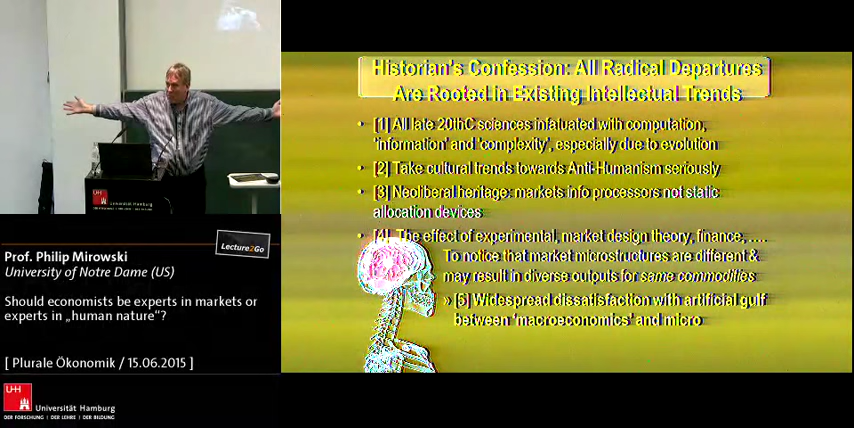 Historian's Confession: All Radical Departures
Are Rooted in Existing Intellectual Trends
• [1] All late 20thC sciences infatuated with computation,
'information' and 'complexity', especially due to evolution
• [2] Take cultural trends towards Anti-Humanism seriously
• [3] Neoliberal heritage: markets info processors not static
allocation devices
• [4] The effect of experimental, market design theory, finance, ….
To notice that market microstructures are different &
may result in diverse outputs for same commodities
» [5] Widespread dissatisfaction with artificial gulf
between 'macroeconomics' and micro
UH
Universität Hamburg
Lecture2Go
Prof. Philip Mirowski
University of Notre Dame (US)
Should economists be experts in markets or
experts in „human nature“?
[ Plurale Ökonomik / 15.06.2015 ]
UH
Universität Hamburg
DER FORSCHUNG | DER LEHRE | DER BILDUNG